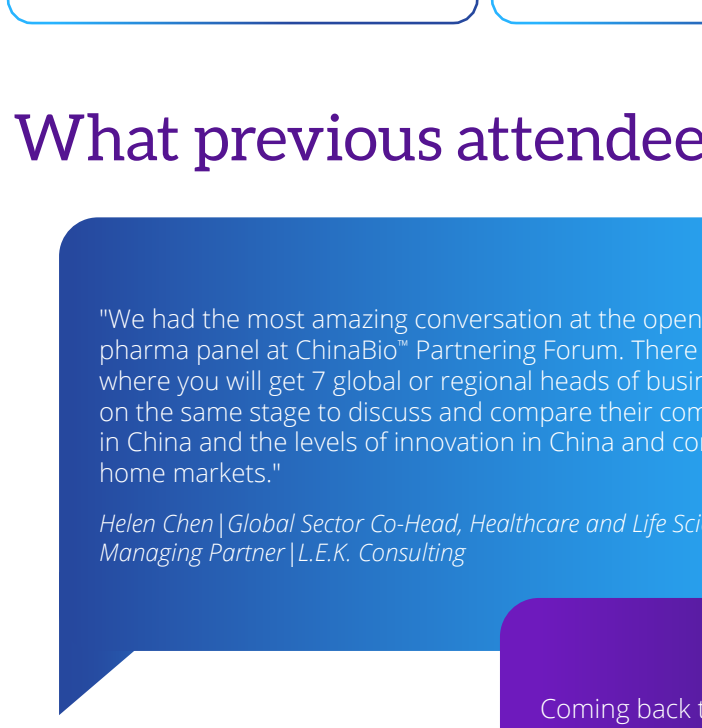 What previous attendee
"We had the most amazing conversation at the open
pharma panel at ChinaBio™ Partnering Forum. There
where you will get 7 global or regional heads of busin
on the same stage to discuss and compare their com
in China and the levels of innovation in China and co
home markets."
Helen Chen|Global Sector Co-Head, Healthcare and Life Sci
Managing Partner|L.E.K. Consulting
Coming back t